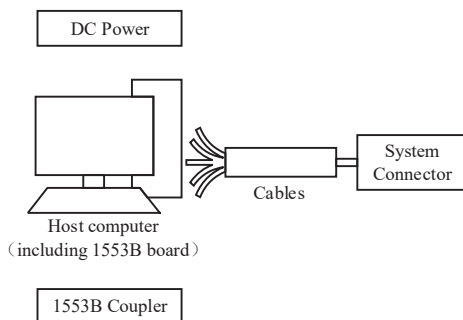 DC Power
System
Connector
Cables
Host computer
（including 1553B board）
1553B Coupler